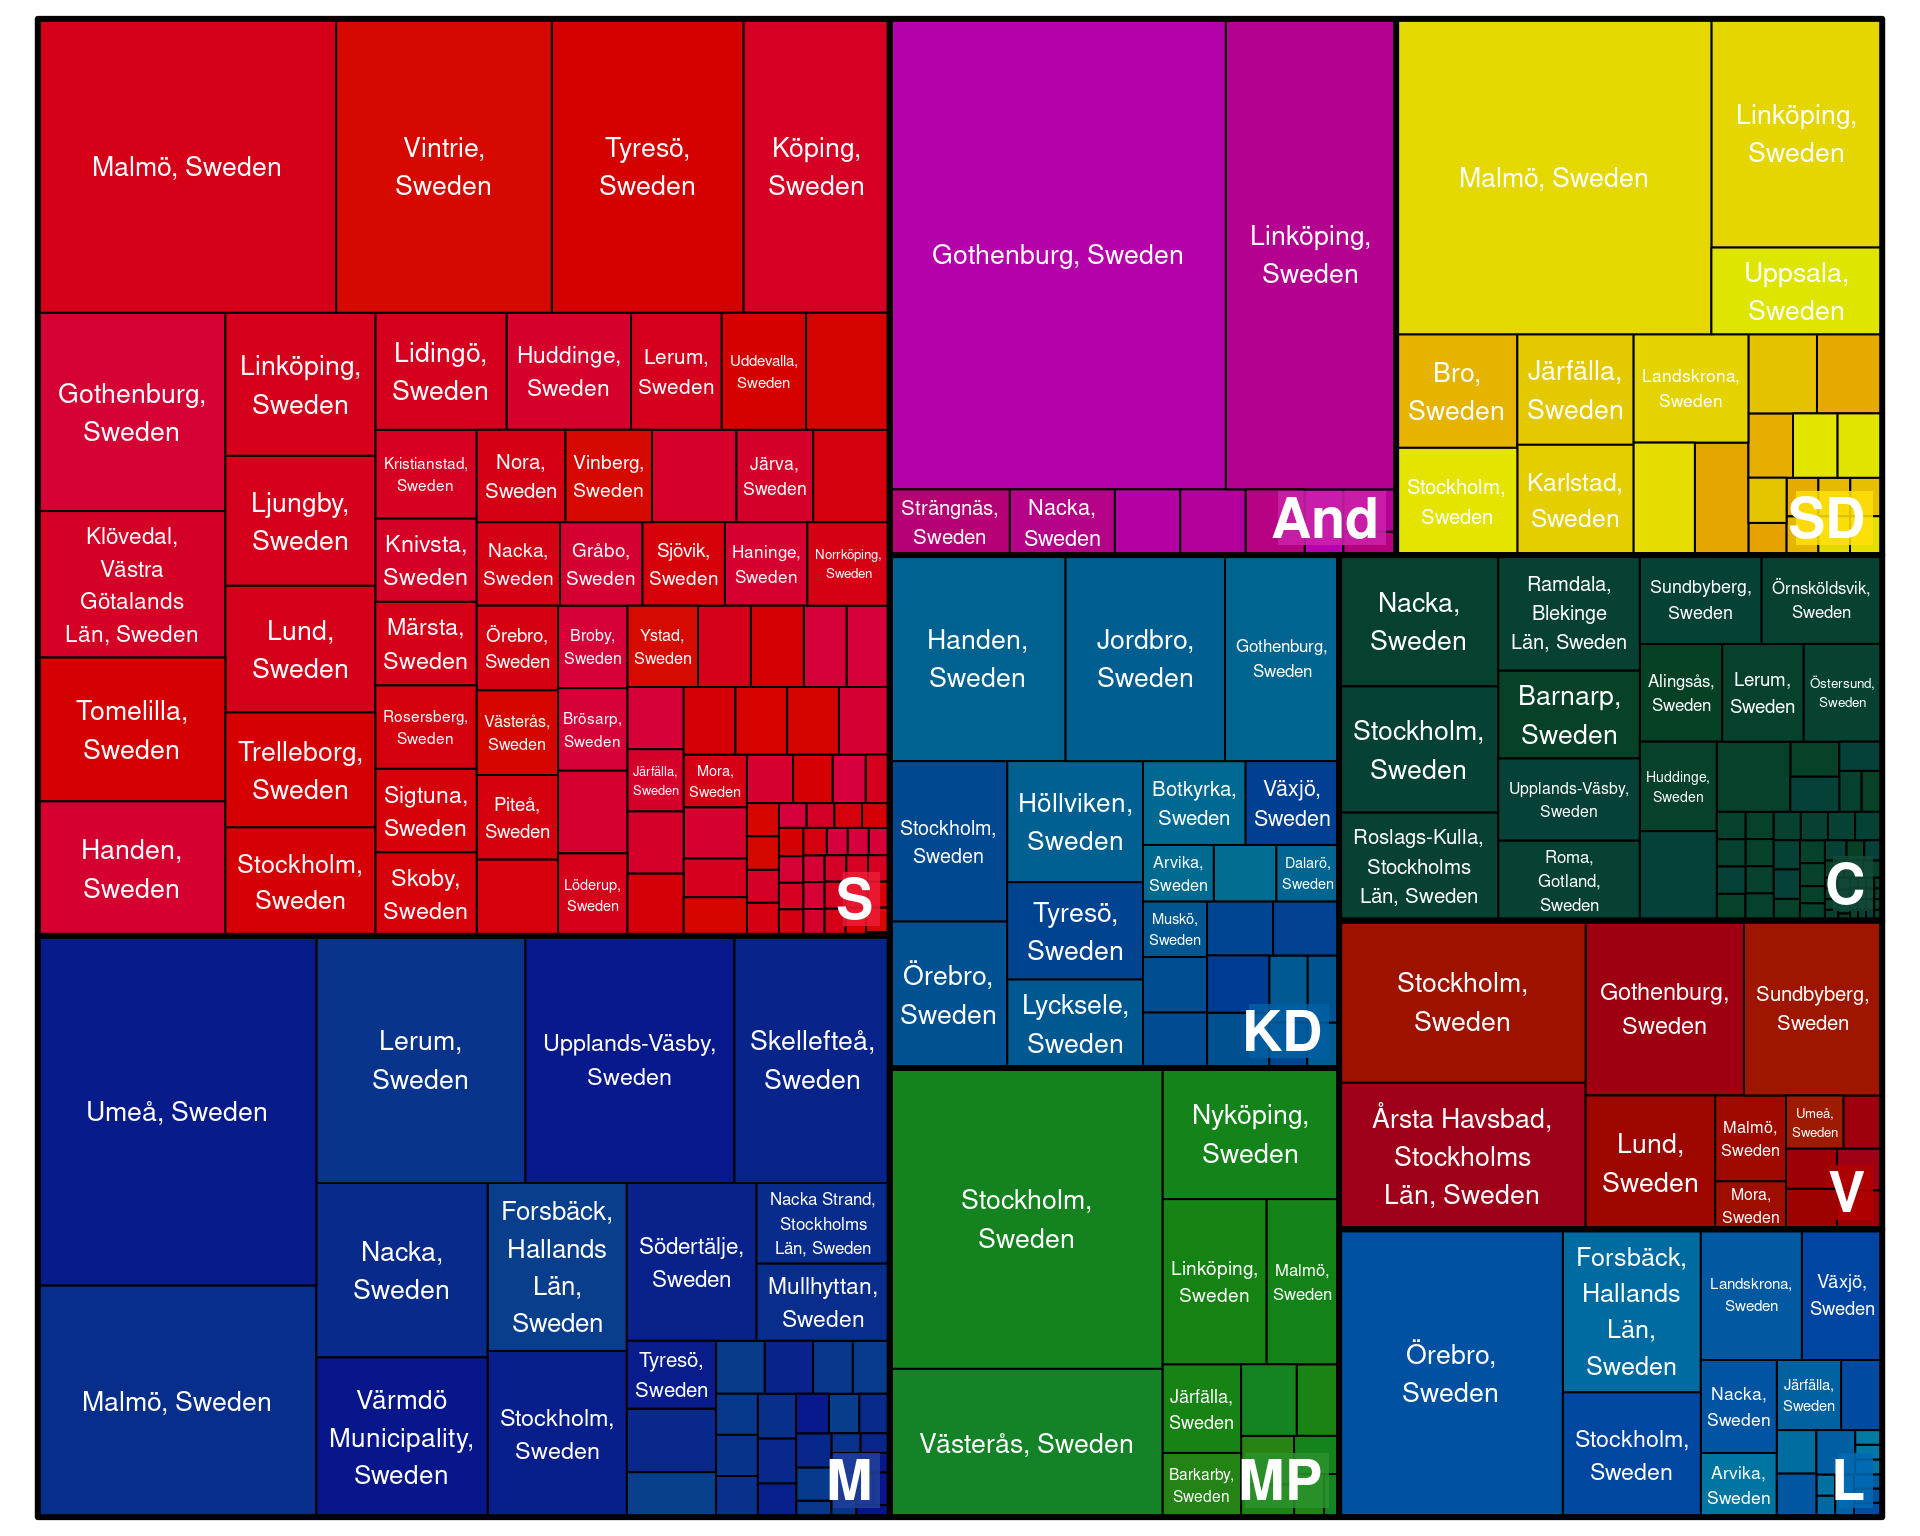 Malmö, Sweden
Vintrie,
Sweden
Tyresö,
Sweden
Köping,
Sweden
Gothenburg,
Sweden
Linköping,
Sweden
Lidingö,
Sweden
Huddinge,
Sweden
Lerum,
Sweden
Uddevalla,
Sweden
Kristianstad,
Sweden
Nora,
Sweden
Vinberg,
Sweden
Järva,
Sweden
Ljungby,
Sweden
Klövedal,
Västra
Götalands
Län, Sweden
Knivsta,
Sweden
Nacka,
Sweden
Gråbo,
Sweden
Sjövik,
Sweden
Haninge,
Sweden
Norrköping,
Sweden
Lund,
Sweden
Märsta,
Sweden
Örebro,
Sweden
Broby,
Sweden
Ystad,
Sweden
Tomelilla,
Sweden
Trelleborg,
Sweden
Rosersberg,
Sweden
Västerås,
Sweden
Brösarp,
Sweden
Järfälla,
Sweden
Mora,
Sweden
Sigtuna,
Sweden
Piteå,
Sweden
Handen,
Sweden
Stockholm,
Sweden
Skoby,
Sweden
Löderup,
Sweden
S
Gothenburg, Sweden
Linköping,
Sweden
Strängnäs,
Sweden
Nacka,
Sweden
And
Malmö, Sweden
Linköping,
Sweden
Uppsala,
Sweden
Bro,
Sweden
Järfälla,
Sweden
Landskrona,
Sweden
Stockholm,
Sweden
Karlstad,
Sweden
SD
Umeå, Sweden
Lerum,
Sweden
Upplands-Väsby,
Sweden
Skellefteå,
Sweden
Malmö, Sweden
Nacka,
Sweden
Forsbäck,
Hallands
Län,
Sweden
Södertälje,
Sweden
Nacka Strand,
Stockholms
Län, Sweden
Mullhyttan,
Sweden
Värmdö
Municipality,
Sweden
Stockholm,
Sweden
Tyresö,
Sweden
M
Handen,
Sweden
Jordbro,
Sweden
Gothenburg,
Sweden
Stockholm,
Sweden
Höllviken,
Sweden
Botkyrka,
Sweden
Växjö,
Sweden
Arvika,
Sweden
Dalarö,
Sweden
Tyresö,
Sweden
Muskö,
Sweden
Örebro,
Sweden
Lycksele,
Sweden
KD
Nacka,
Sweden
Ramdala,
Blekinge
Län, Sweden
Sundbyberg,
Sweden
Örnsköldsvik,
Sweden
Stockholm,
Sweden
Barnarp,
Sweden
Alingsås,
Sweden
Lerum,
Sweden
Östersund,
Sweden
Upplands-Väsby,
Sweden
Huddinge,
Sweden
Roslags-Kulla,
Stockholms
Län, Sweden
Roma,
Gotland,
Sweden
C
Stockholm,
Sweden
Nyköping,
Sweden
Linköping,
Sweden
Malmö,
Sweden
Västerås, Sweden
Järfälla,
Sweden
Barkarby,
Sweden
MP
Stockholm,
Sweden
Gothenburg,
Sweden
Sundbyberg,
Sweden
Årsta Havsbad,
Stockholms
Län, Sweden
Lund,
Sweden
Malmö,
Sweden
Umeå,
Sweden
Mora,
Sweden
V
Örebro,
Sweden
Forsbäck,
Hallands
Län,
Sweden
Landskrona,
Sweden
Växjö,
Sweden
Stockholm,
Sweden
Nacka,
Sweden
Järfälla,
Sweden
Arvika,
Sweden
L